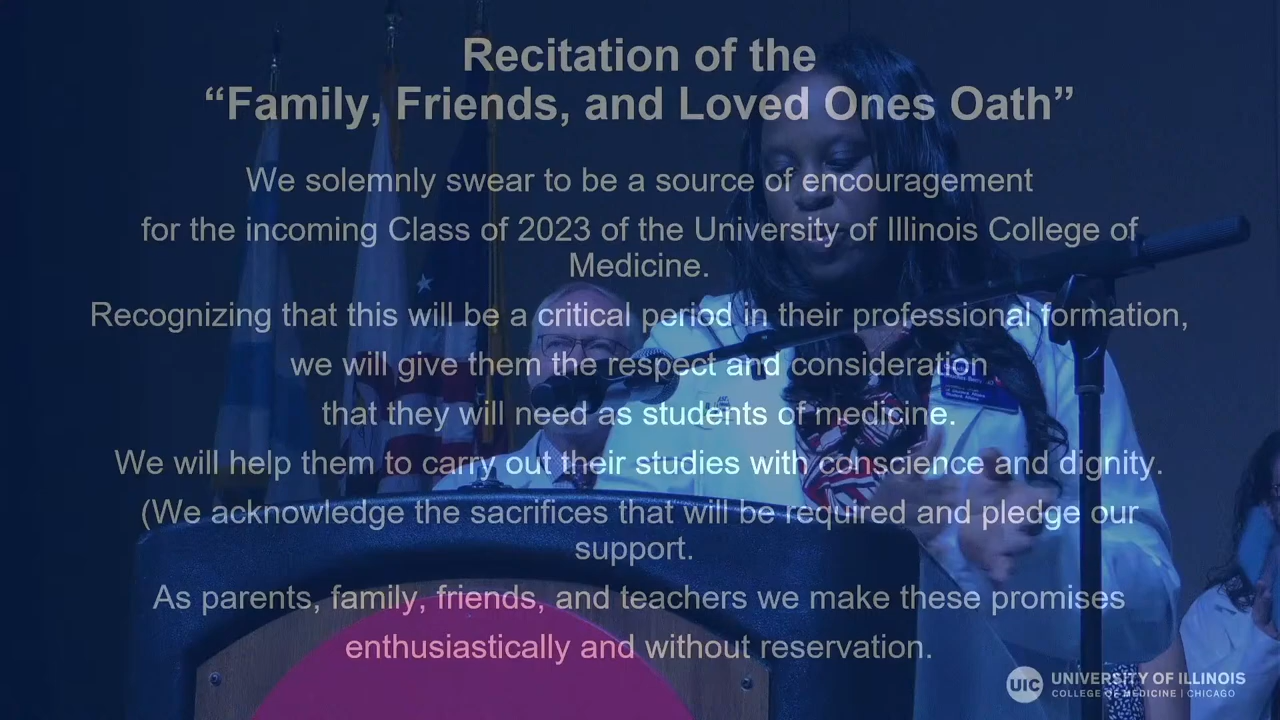 Recitation of the
“Family, Friends, and Loved Ones Oath”
We solemnly swear to be a source of encouragement
for the incoming Class of 2023 of the University of Illinois College of
Medicine.
Recognizing that this will be a critical period in their professional formation,
we will give them the respect and consideration
that they will need as students of medicine.
We will help them to carry out their studies with conscience and dignity.
(We acknowledge the sacrifices that will be required and pledge our
support.
As parents, family, friends, and teachers we make these promises
enthusiastically and without reservation.
UIC
UNIVERSITY OF ILLINOIS
COLLEGE OF MEDICINE | CHICAGO